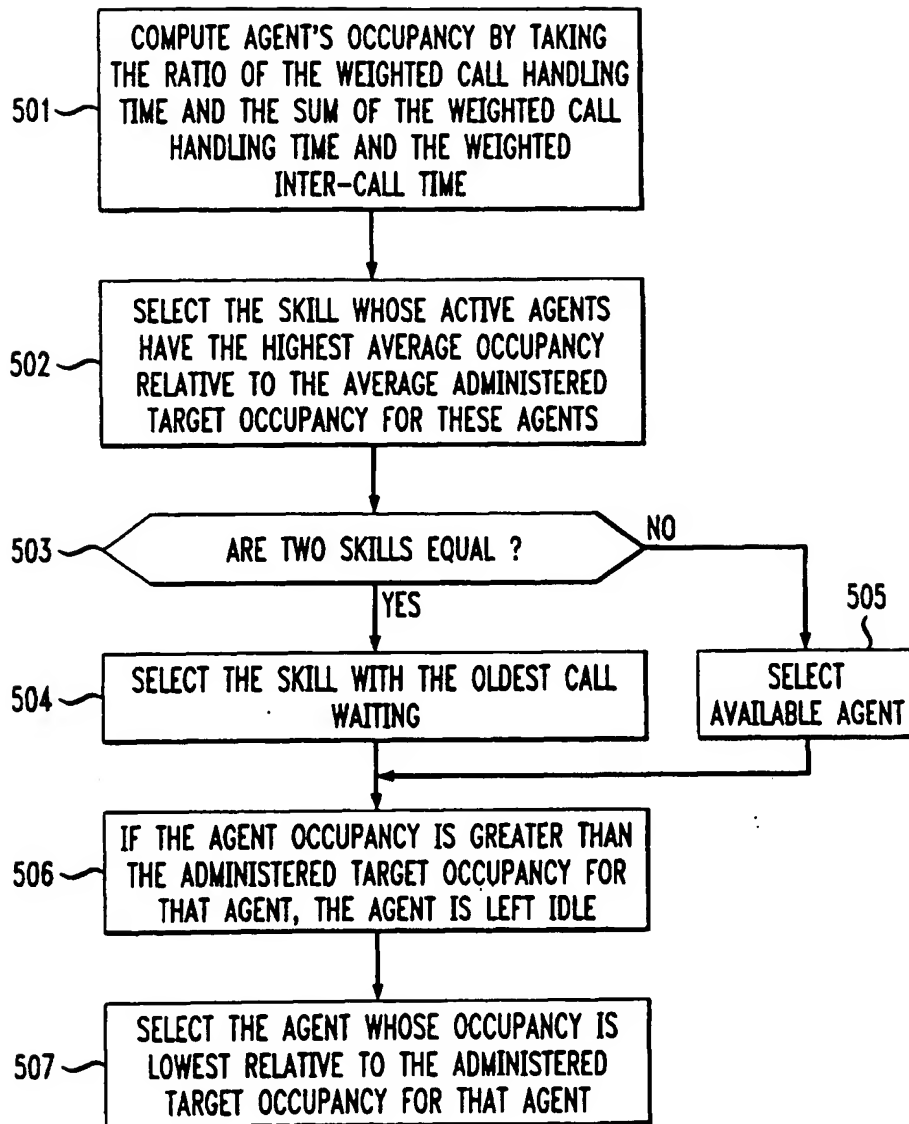 COMPUTE AGENT'S OCCUPANCY BY TAKING
THE RATIO OF THE WEIGHTED CALL HANDLING
TIME AND THE SUM OF THE WEIGHTED CALL
HANDLING TIME AND THE WEIGHTED
INTER-CALL TIME
501
SELECT THE SKILL WHOSE ACTIVE AGENTS
HAVE THE HIGHEST AVERAGE OCCUPANCY
RELATIVE TO THE AVERAGE ADMINISTERED
TARGET OCCUPANCY FOR THESE AGENTS
502
503
ARE TWO SKILLS EQUAL ?
NO
YES
505
504
SELECT THE SKILL WITH THE OLDEST CALL
WAITING
SELECT
AVAILABLE AGENT
IF THE AGENT OCCUPANCY IS GREATER THAN
THE ADMINISTERED TARGET OCCUPANCY FOR
THAT AGENT, THE AGENT IS LEFT IDLE
506
SELECT THE AGENT WHOSE OCCUPANCY IS
LOWEST RELATIVE TO THE ADMINISTERED
TARGET OCCUPANCY FOR THAT AGENT
507